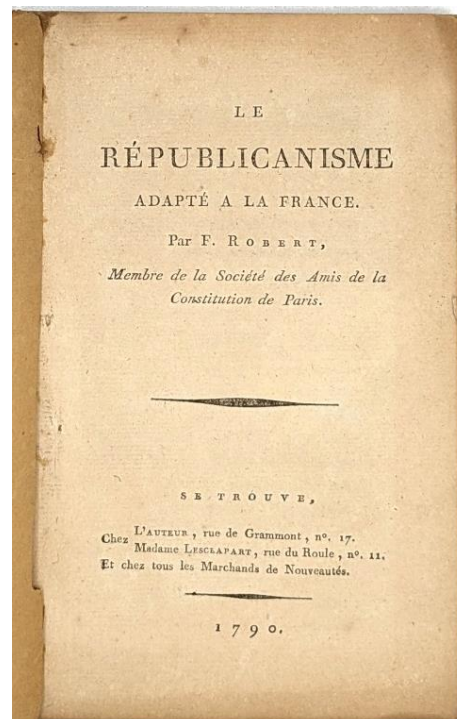 LE
RÉPUBLICANISME
ADAPTÉ A LA FRANCE.
Par F. ROBERT,
Membre de la Société des Amis de la
Constitution de Paris.
SE TROUVE,
Chez L'AUTEUR, rue de Grammont, nº. 17.
Madame LESCLAPART, rue du Roule, nº. 11.
Et chez tous les Marchands de Nouveautés.
1790.